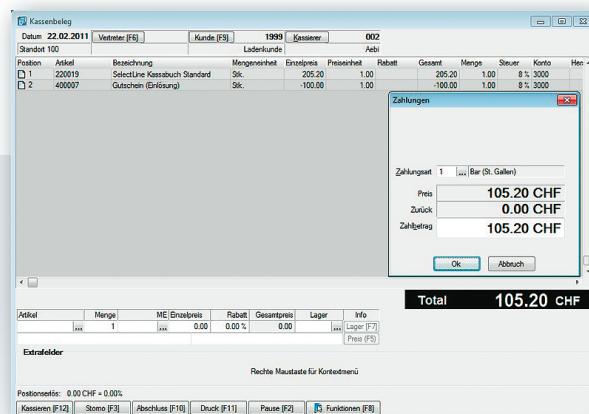 Kassenbeleg
Datum 22.02.2011 Vertreter [F6] Kunde [F9] 1999 Kassierer 002
Standort 100 Ladenkunde Aebi
Position Artikel Bezeichnung Mengeneinheit Einzelpreis Preiseinheit Rabatt Gesamt Menge Steuer Konto
1 220019 SelectLine Kassabuch Standard Stk. 205.20 1.00 205.20 1.00 8 % 3000
2 400007 Gutschein (Einlösung) Stk. -100.00 1.00 -100.00 1.00 8 % 3000
Zahlungen
Zahlungsart 1 ... Bar (St. Gallen)
Preis 105.20 CHF
Zurück 0.00 CHF
Zahlbetrag 105.20 CHF
Ok Abbruch
Total 105.20 CHF
Artikel Menge ME Einzelpreis Rabatt Gesamtpreis Lager Info
... 1 ... 0.00 0.00 % 0.00 ... Lager [F7]
Preis (F5)
Extrafelder
Rechte Maustaste für Kontextmenü
Positionserlös: 0.00 CHF = 0.00%
Kassieren [F12] Storno [F3] Abschluss [F10] Druck [F11] Pause [F2] Funktionen [F8]